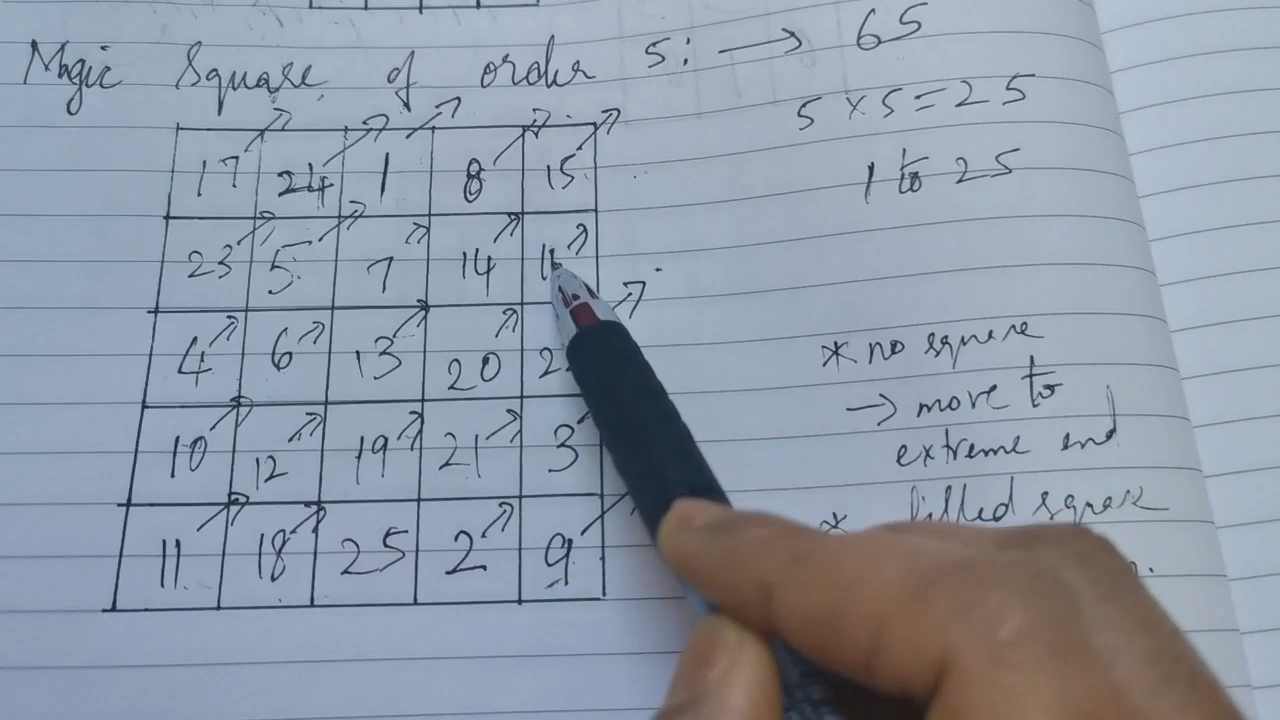 Magic Square of order 5: → 65
5 × 5 = 25
1 to 25
17 24 1 8 15
23 5 7 14
4 6 13 20
10 12 19 21 3
11 18 25 2 9
* no square
→ move to
extreme end
* filled square